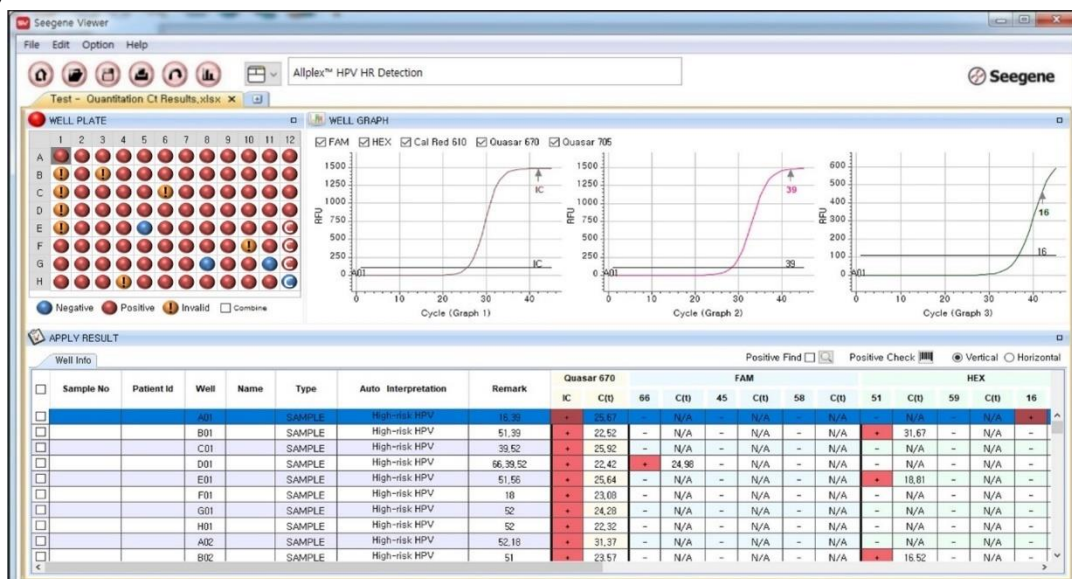 Seegene Viewer
File Edit Option Help
Allplex™ HPV HR Detection
Seegene
Test - Quantitation Ct Results.xlsx
WELL PLATE
1 2 3 4 5 6 7 8 9 10 11 12
A
B
C
D
E
F
G
H
C
C
C
Negative Positive Invalid Combine
WELL GRAPH
FAM HEX Cal Red 610 Quasar 670 Quasar 705
RFU
1500
1250
1000
750
500
250
0
IC
IC
A01
0 10 20 30 40
Cycle (Graph 1)
RFU
1500
1250
1000
750
500
250
0
39
39
A01
0 10 20 30 40
Cycle (Graph 2)
RFU
600
500
400
300
200
100
0
16
16
A01
0 10 20 30 40
Cycle (Graph 3)
APPLY RESULT
Well Info
Positive Find Positive Check Vertical Horizontal
Quasar 670 FAM HEX
Sample No Patient Id Well Name Type Auto Interpretation Remark IC C(t) 66 C(t) 45 C(t) 58 C(t) 51 C(t) 59 C(t) 16
A01 SAMPLE High-risk HPV 16,39 + 25,67 - N/A - N/A - N/A - N/A - N/A +
B01 SAMPLE High-risk HPV 51,39 + 22,52 - N/A - N/A - N/A + 31,67 - N/A -
C01 SAMPLE High-risk HPV 39,52 + 25,92 - N/A - N/A - N/A - N/A - N/A -
D01 SAMPLE High-risk HPV 66,39,52 + 22,42 + 24,98 - N/A - N/A - N/A - N/A -
E01 SAMPLE High-risk HPV 51,56 + 25,64 - N/A - N/A - N/A + 18,81 - N/A -
F01 SAMPLE High-risk HPV 18 + 23,08 - N/A - N/A - N/A - N/A - N/A -
G01 SAMPLE High-risk HPV 52 + 24,28 - N/A - N/A - N/A - N/A - N/A -
H01 SAMPLE High-risk HPV 52 + 22,32 - N/A - N/A - N/A - N/A - N/A -
A02 SAMPLE High-risk HPV 52,18 + 31,37 - N/A - N/A - N/A - N/A - N/A -
B02 SAMPLE High-risk HPV 51 + 23,57 - N/A - N/A - N/A + 16,52 - N/A -